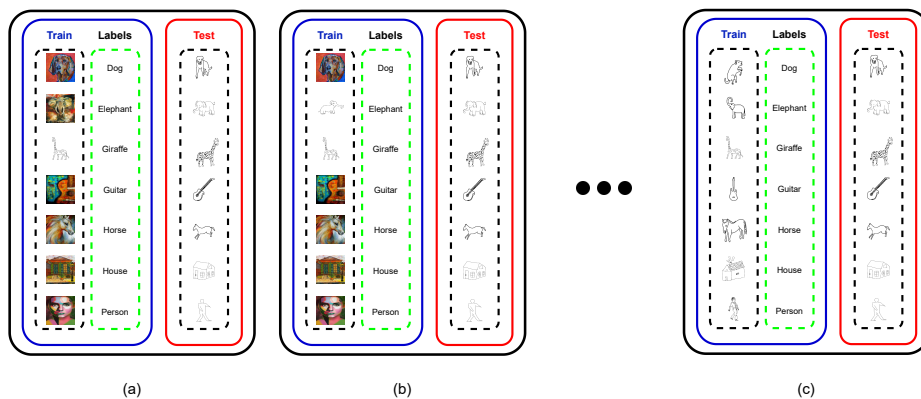 Train Labels Test
Dog
Elephant
Giraffe
Guitar
Horse
House
Person
(a)
Train Labels Test
Dog
Elephant
Giraffe
Guitar
Horse
House
Person
(b)
Train Labels Test
Dog
Elephant
Giraffe
Guitar
Horse
House
Person
(c)